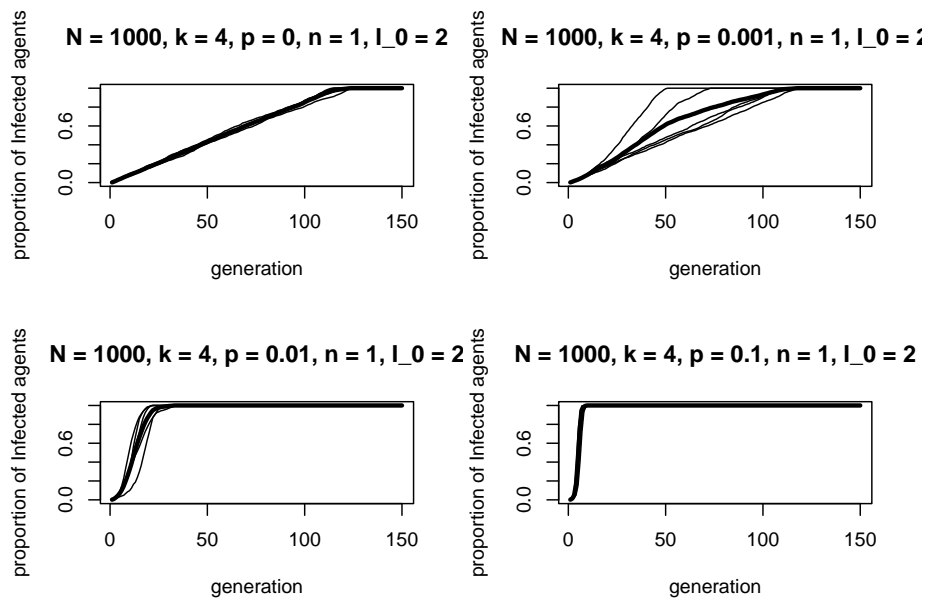 N = 1000, k = 4, p = 0, n = 1, I_0 = 2
proportion of Infected agents
0.6
0.0
0 50 100 150
generation
N = 1000, k = 4, p = 0.001, n = 1, I_0 = 2
proportion of Infected agents
0.6
0.0
0 50 100 150
generation
N = 1000, k = 4, p = 0.01, n = 1, I_0 = 2
proportion of Infected agents
0.6
0.0
0 50 100 150
generation
N = 1000, k = 4, p = 0.1, n = 1, I_0 = 2
proportion of Infected agents
0.6
0.0
0 50 100 150
generation